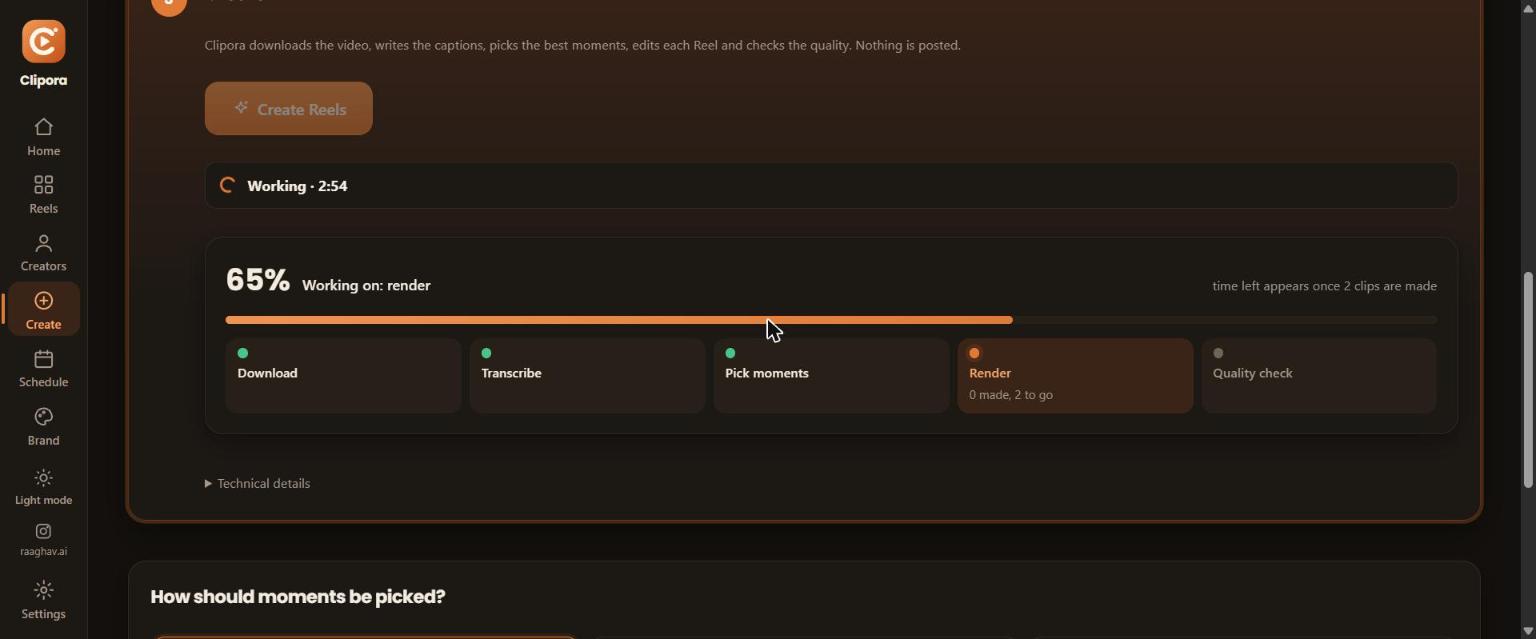 Clipora
Home
Reels
Creators
Create
Schedule
Brand
Light mode
raaghav.ai
Settings
Clipora downloads the video, writes the captions, picks the best moments, edits each Reel and checks the quality. Nothing is posted.
Create Reels
Working · 2:54
65% Working on: render
time left appears once 2 clips are made
Download
Transcribe
Pick moments
Render
0 made, 2 to go
Quality check
Technical details
How should moments be picked?